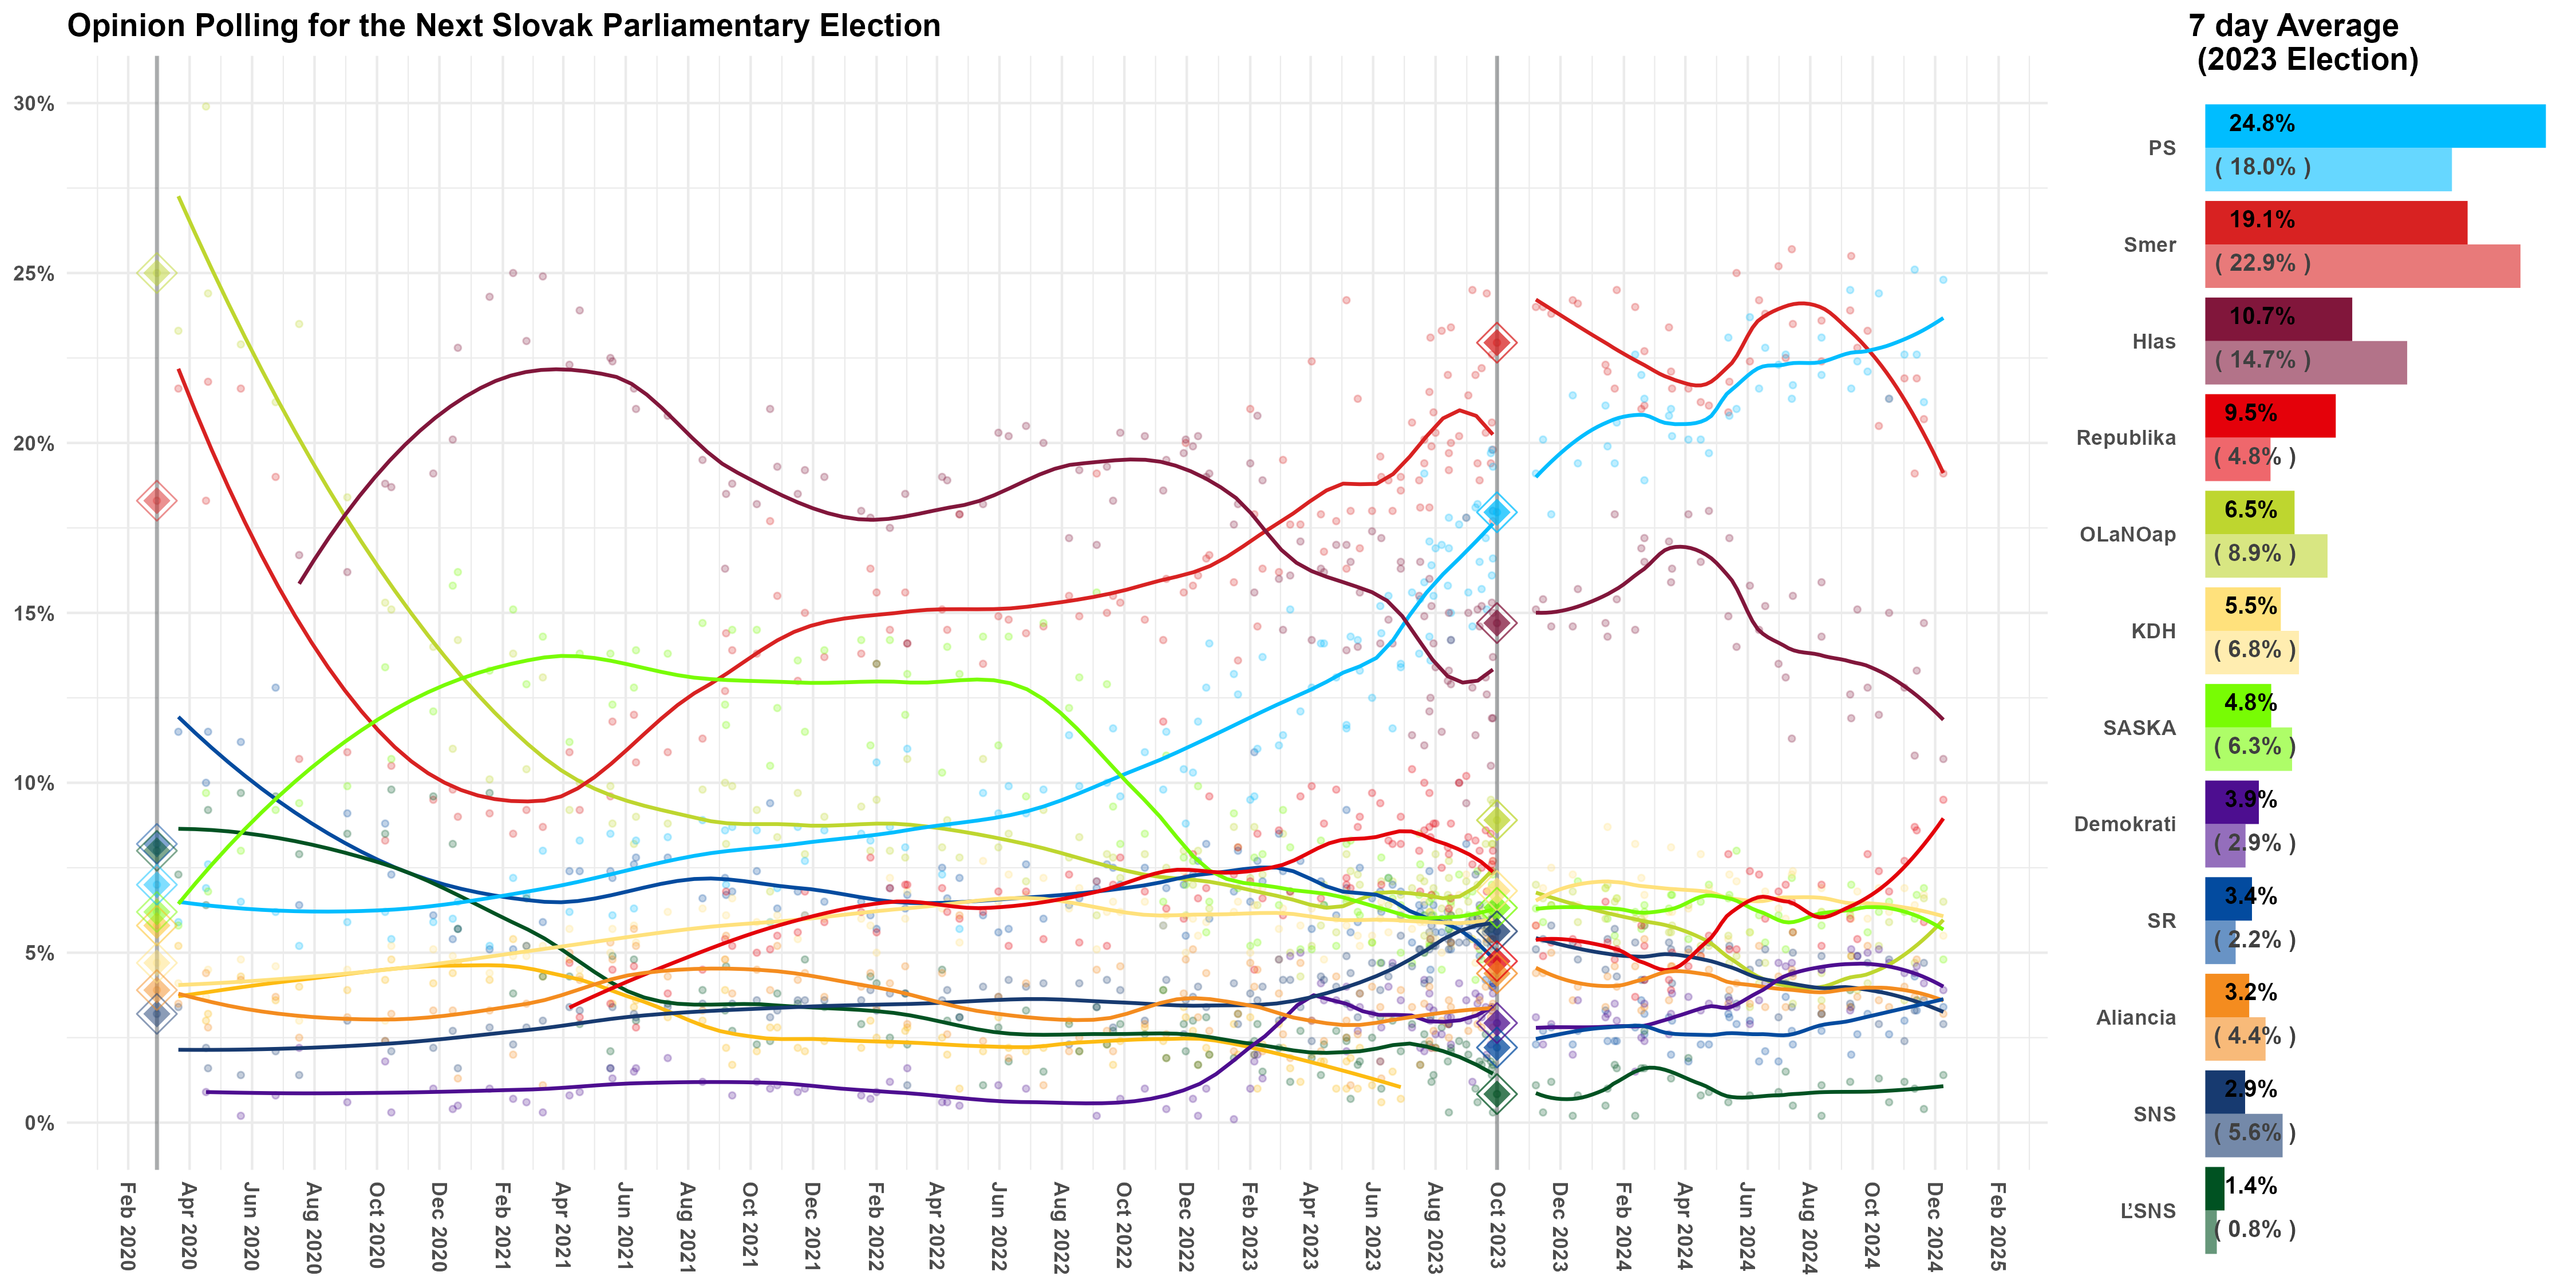 Opinion Polling for the Next Slovak Parliamentary Election
7 day Average
(2023 Election)
30%
25%
20%
15%
10%
5%
0%
Feb 2020
Apr 2020
Jun 2020
Aug 2020
Oct 2020
Dec 2020
Feb 2021
Apr 2021
Jun 2021
Aug 2021
Oct 2021
Dec 2021
Feb 2022
Apr 2022
Jun 2022
Aug 2022
Oct 2022
Dec 2022
Feb 2023
Apr 2023
Jun 2023
Aug 2023
Oct 2023
Dec 2023
Feb 2024
Apr 2024
Jun 2024
Aug 2024
Oct 2024
Dec 2024
Feb 2025
PS
24.8%
( 18.0% )
Smer
19.1%
( 22.9% )
Hlas
10.7%
( 14.7% )
Republika
9.5%
( 4.8% )
OLaNOap
6.5%
( 8.9% )
KDH
5.5%
( 6.8% )
SASKA
4.8%
( 6.3% )
Demokrati
3.9%
( 2.9% )
SR
3.4%
( 2.2% )
Aliancia
3.2%
( 4.4% )
SNS
2.9%
( 5.6% )
ĽSNS
1.4%
( 0.8% )